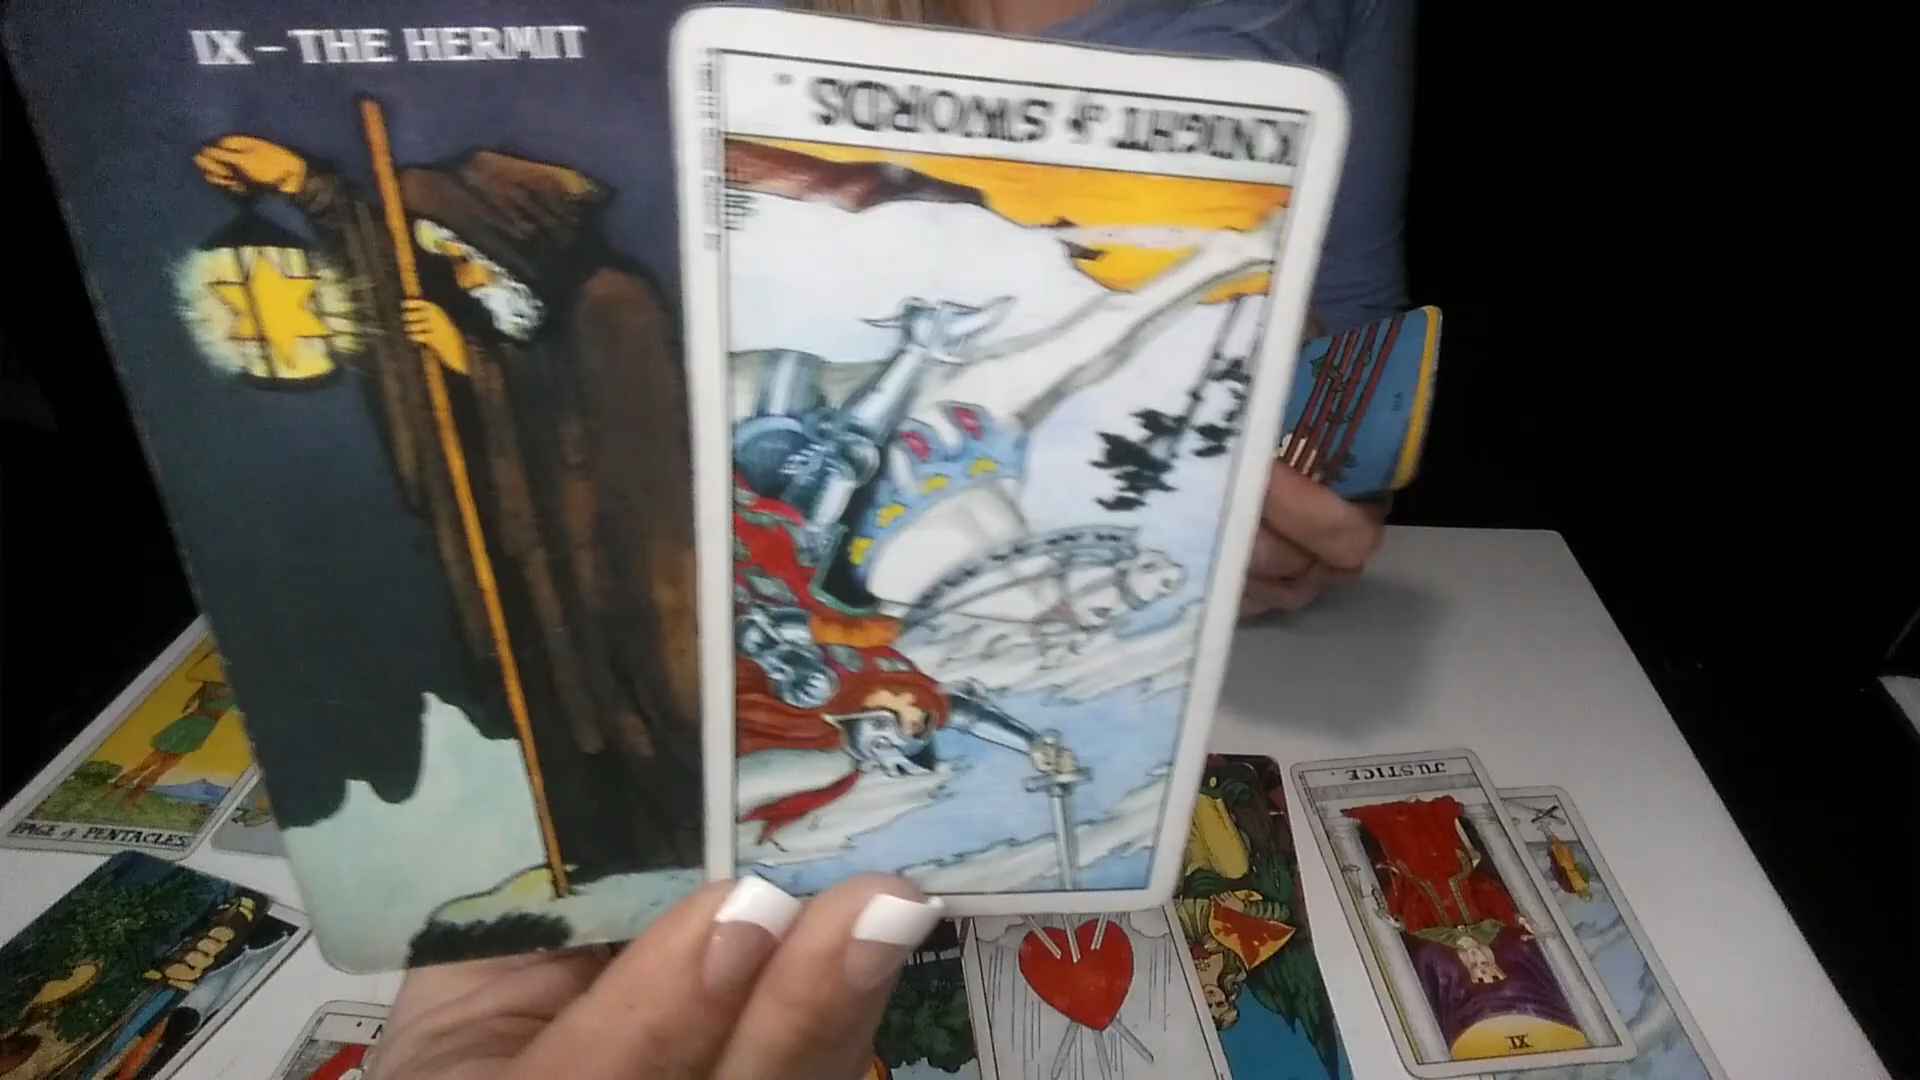 IX – THE HERMIT
KNIGHT of SWORDS.
PAGE of PENTACLES
JUSTICE.
XI